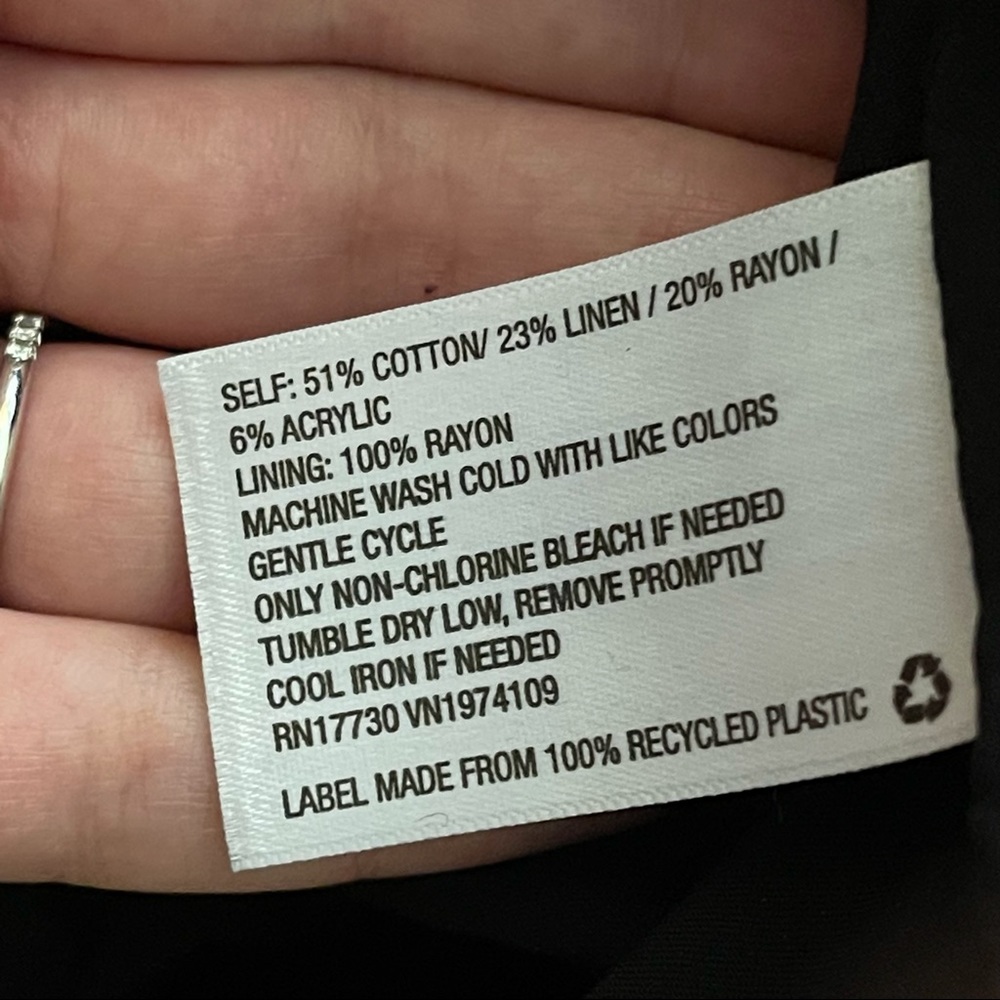 SELF: 51% COTTON/ 23% LINEN / 20% RAYON /
6% ACRYLIC
LINING: 100% RAYON
MACHINE WASH COLD WITH LIKE COLORS
GENTLE CYCLE
ONLY NON-CHLORINE BLEACH IF NEEDED
TUMBLE DRY LOW, REMOVE PROMPTLY
COOL IRON IF NEEDED
RN17730 VN1974109
LABEL MADE FROM 100% RECYCLED PLASTIC